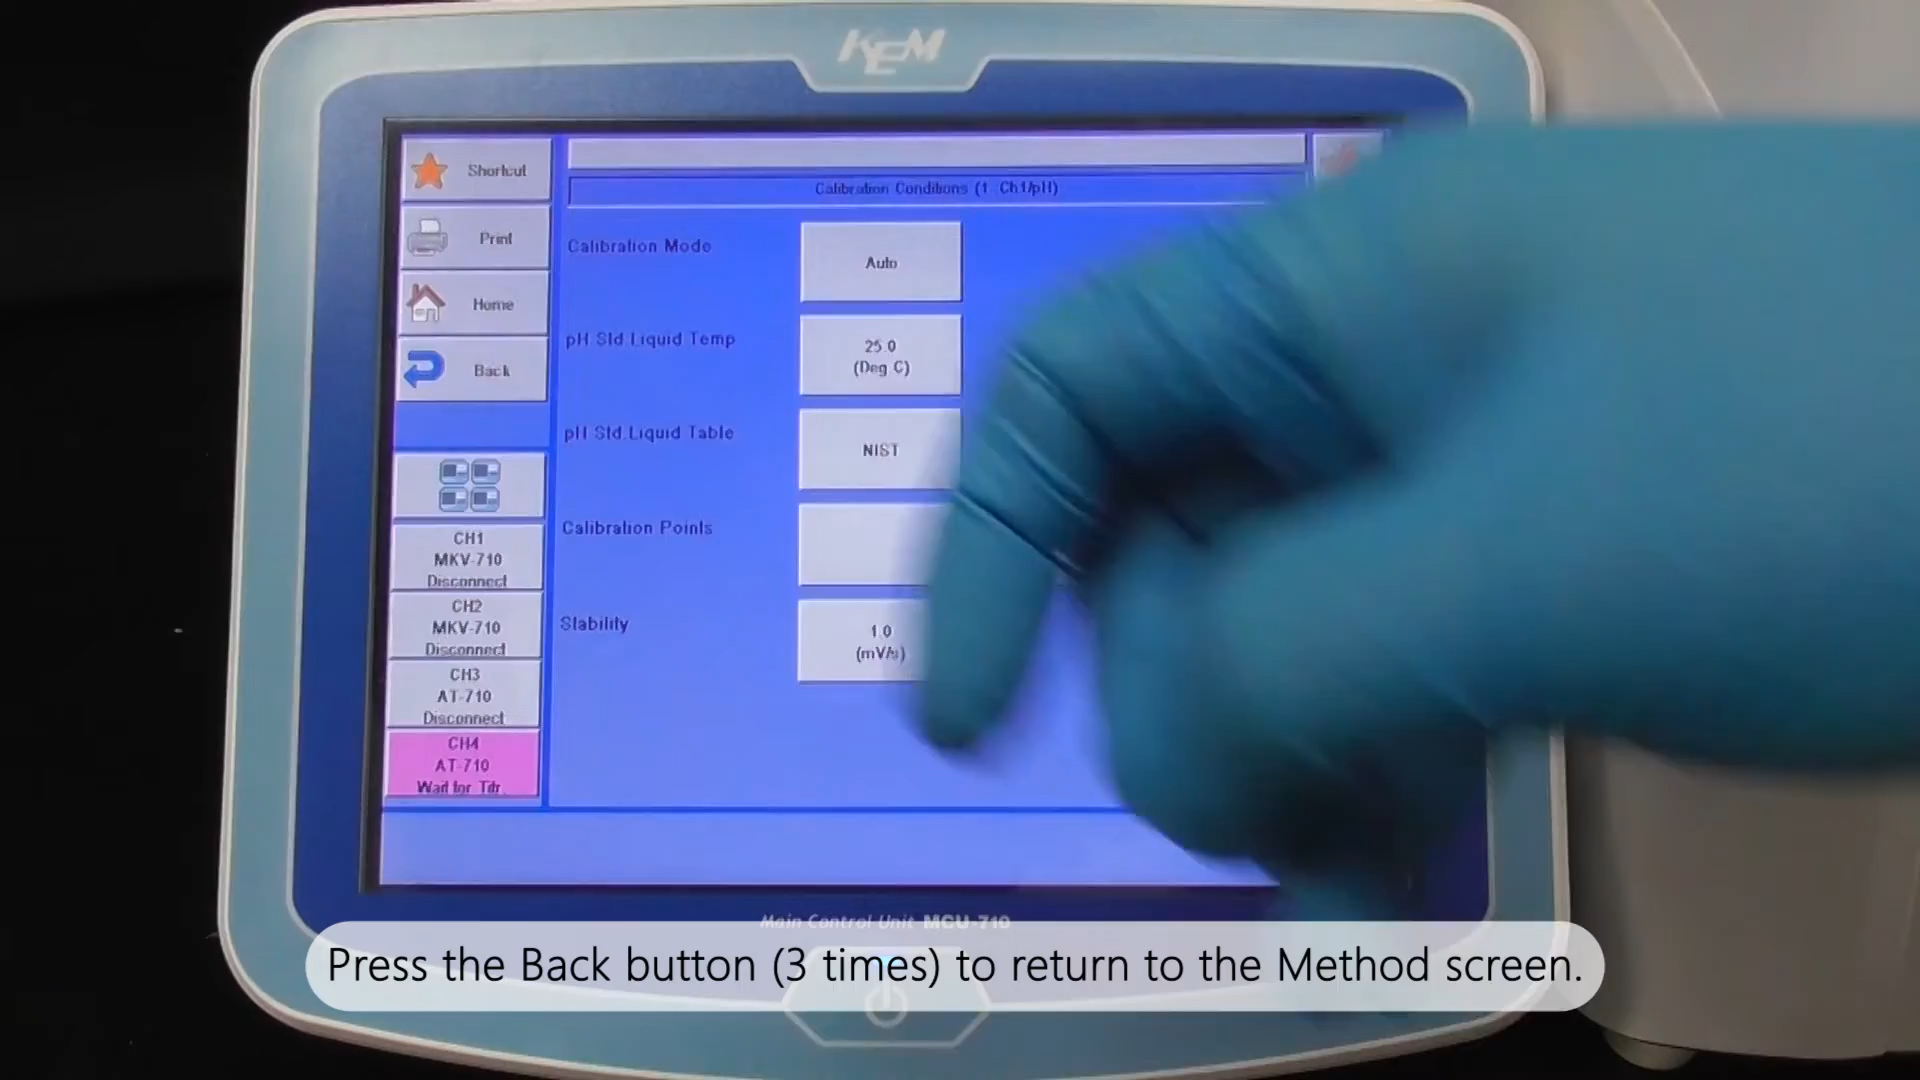 KEM
Shortcut
Print
Home
Back
CH1
MKV-710
Disconnect
CH2
MKV-710
Disconnect
CH3
AT-710
Disconnect
CH4
AT-710
Wait for Titr.
Calibration Conditions (1 Ch1/pH)
Calibration Mode
Auto
pH Std.Liquid Temp
25.0
(Deg C)
pH Std.Liquid Table
NIST
Calibration Points
Stability
1.0
(mV/s)
Main Control Unit MCU-710
Press the Back button (3 times) to return to the Method screen.